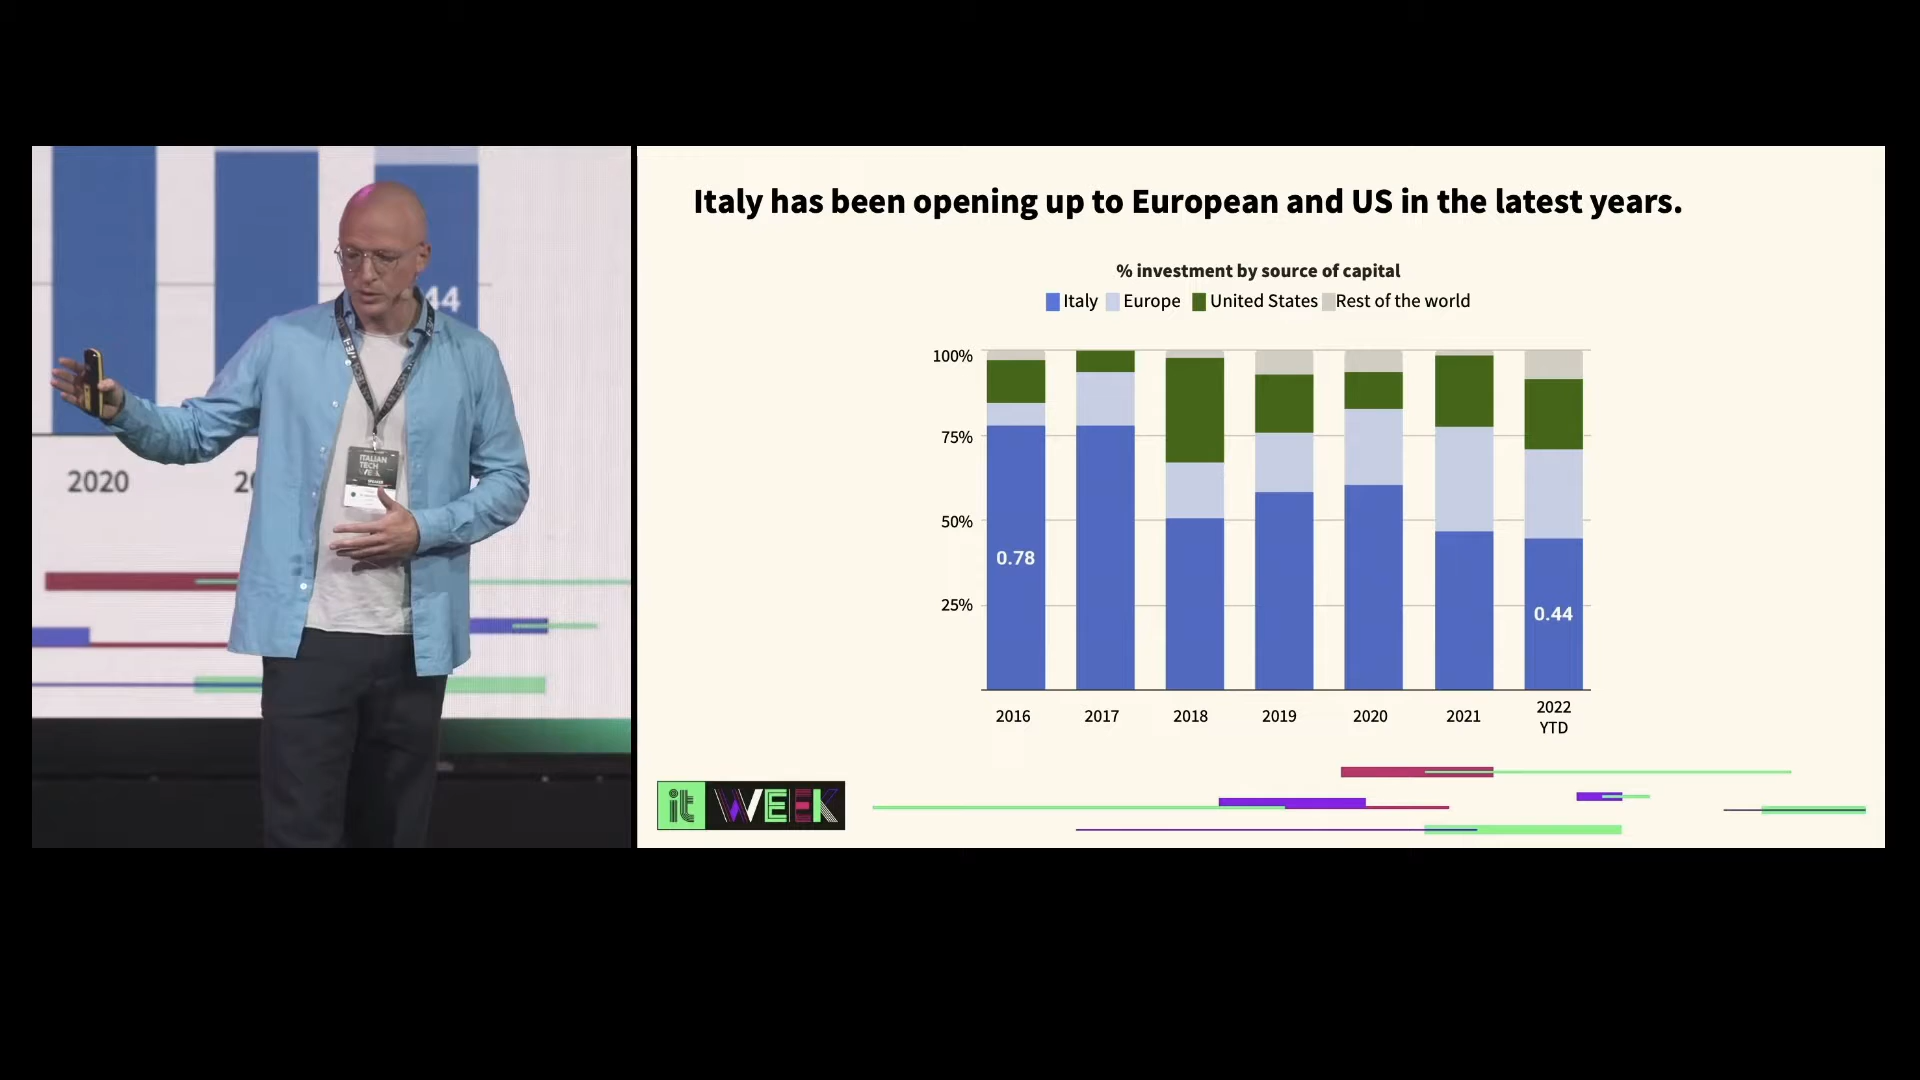 44
2020
ITALIAN
TECH
Italy has been opening up to European and US in the latest years.
% investment by source of capital
Italy Europe United States Rest of the world
100%
75%
50%
25%
0.78
0.44
2016 2017 2018 2019 2020 2021 2022 YTD
it WEEK